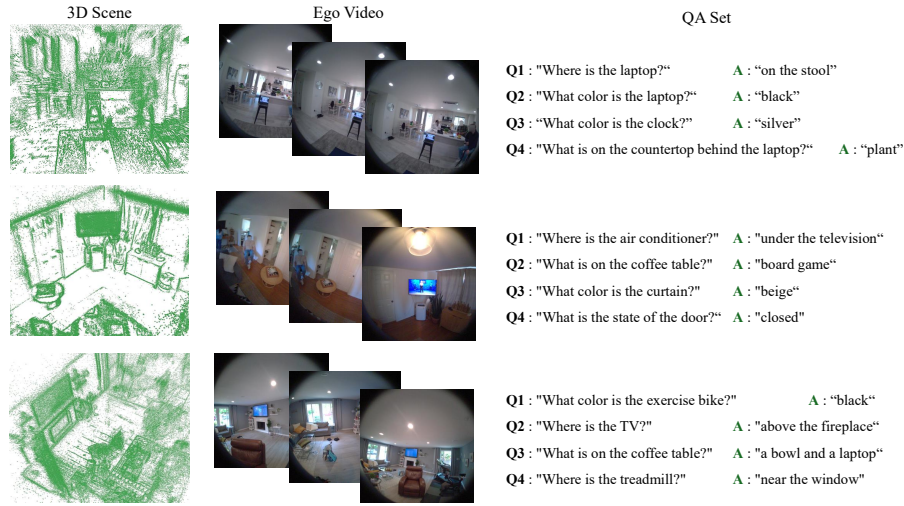 3D Scene
Ego Video
QA Set
Q1 : "Where is the laptop?“ A : “on the stool”
Q2 : "What color is the laptop?“ A : “black”
Q3 : “What color is the clock?” A : “silver”
Q4 : "What is on the countertop behind the laptop?“ A : “plant”
Q1 : "Where is the air conditioner?" A : "under the television“
Q2 : "What is on the coffee table?" A : "board game“
Q3 : "What color is the curtain?" A : "beige“
Q4 : "What is the state of the door?“ A : "closed"
Q1 : "What color is the exercise bike?" A : “black“
Q2 : "Where is the TV?" A : "above the fireplace“
Q3 : "What is on the coffee table?" A : "a bowl and a laptop“
Q4 : "Where is the treadmill?" A : "near the window"